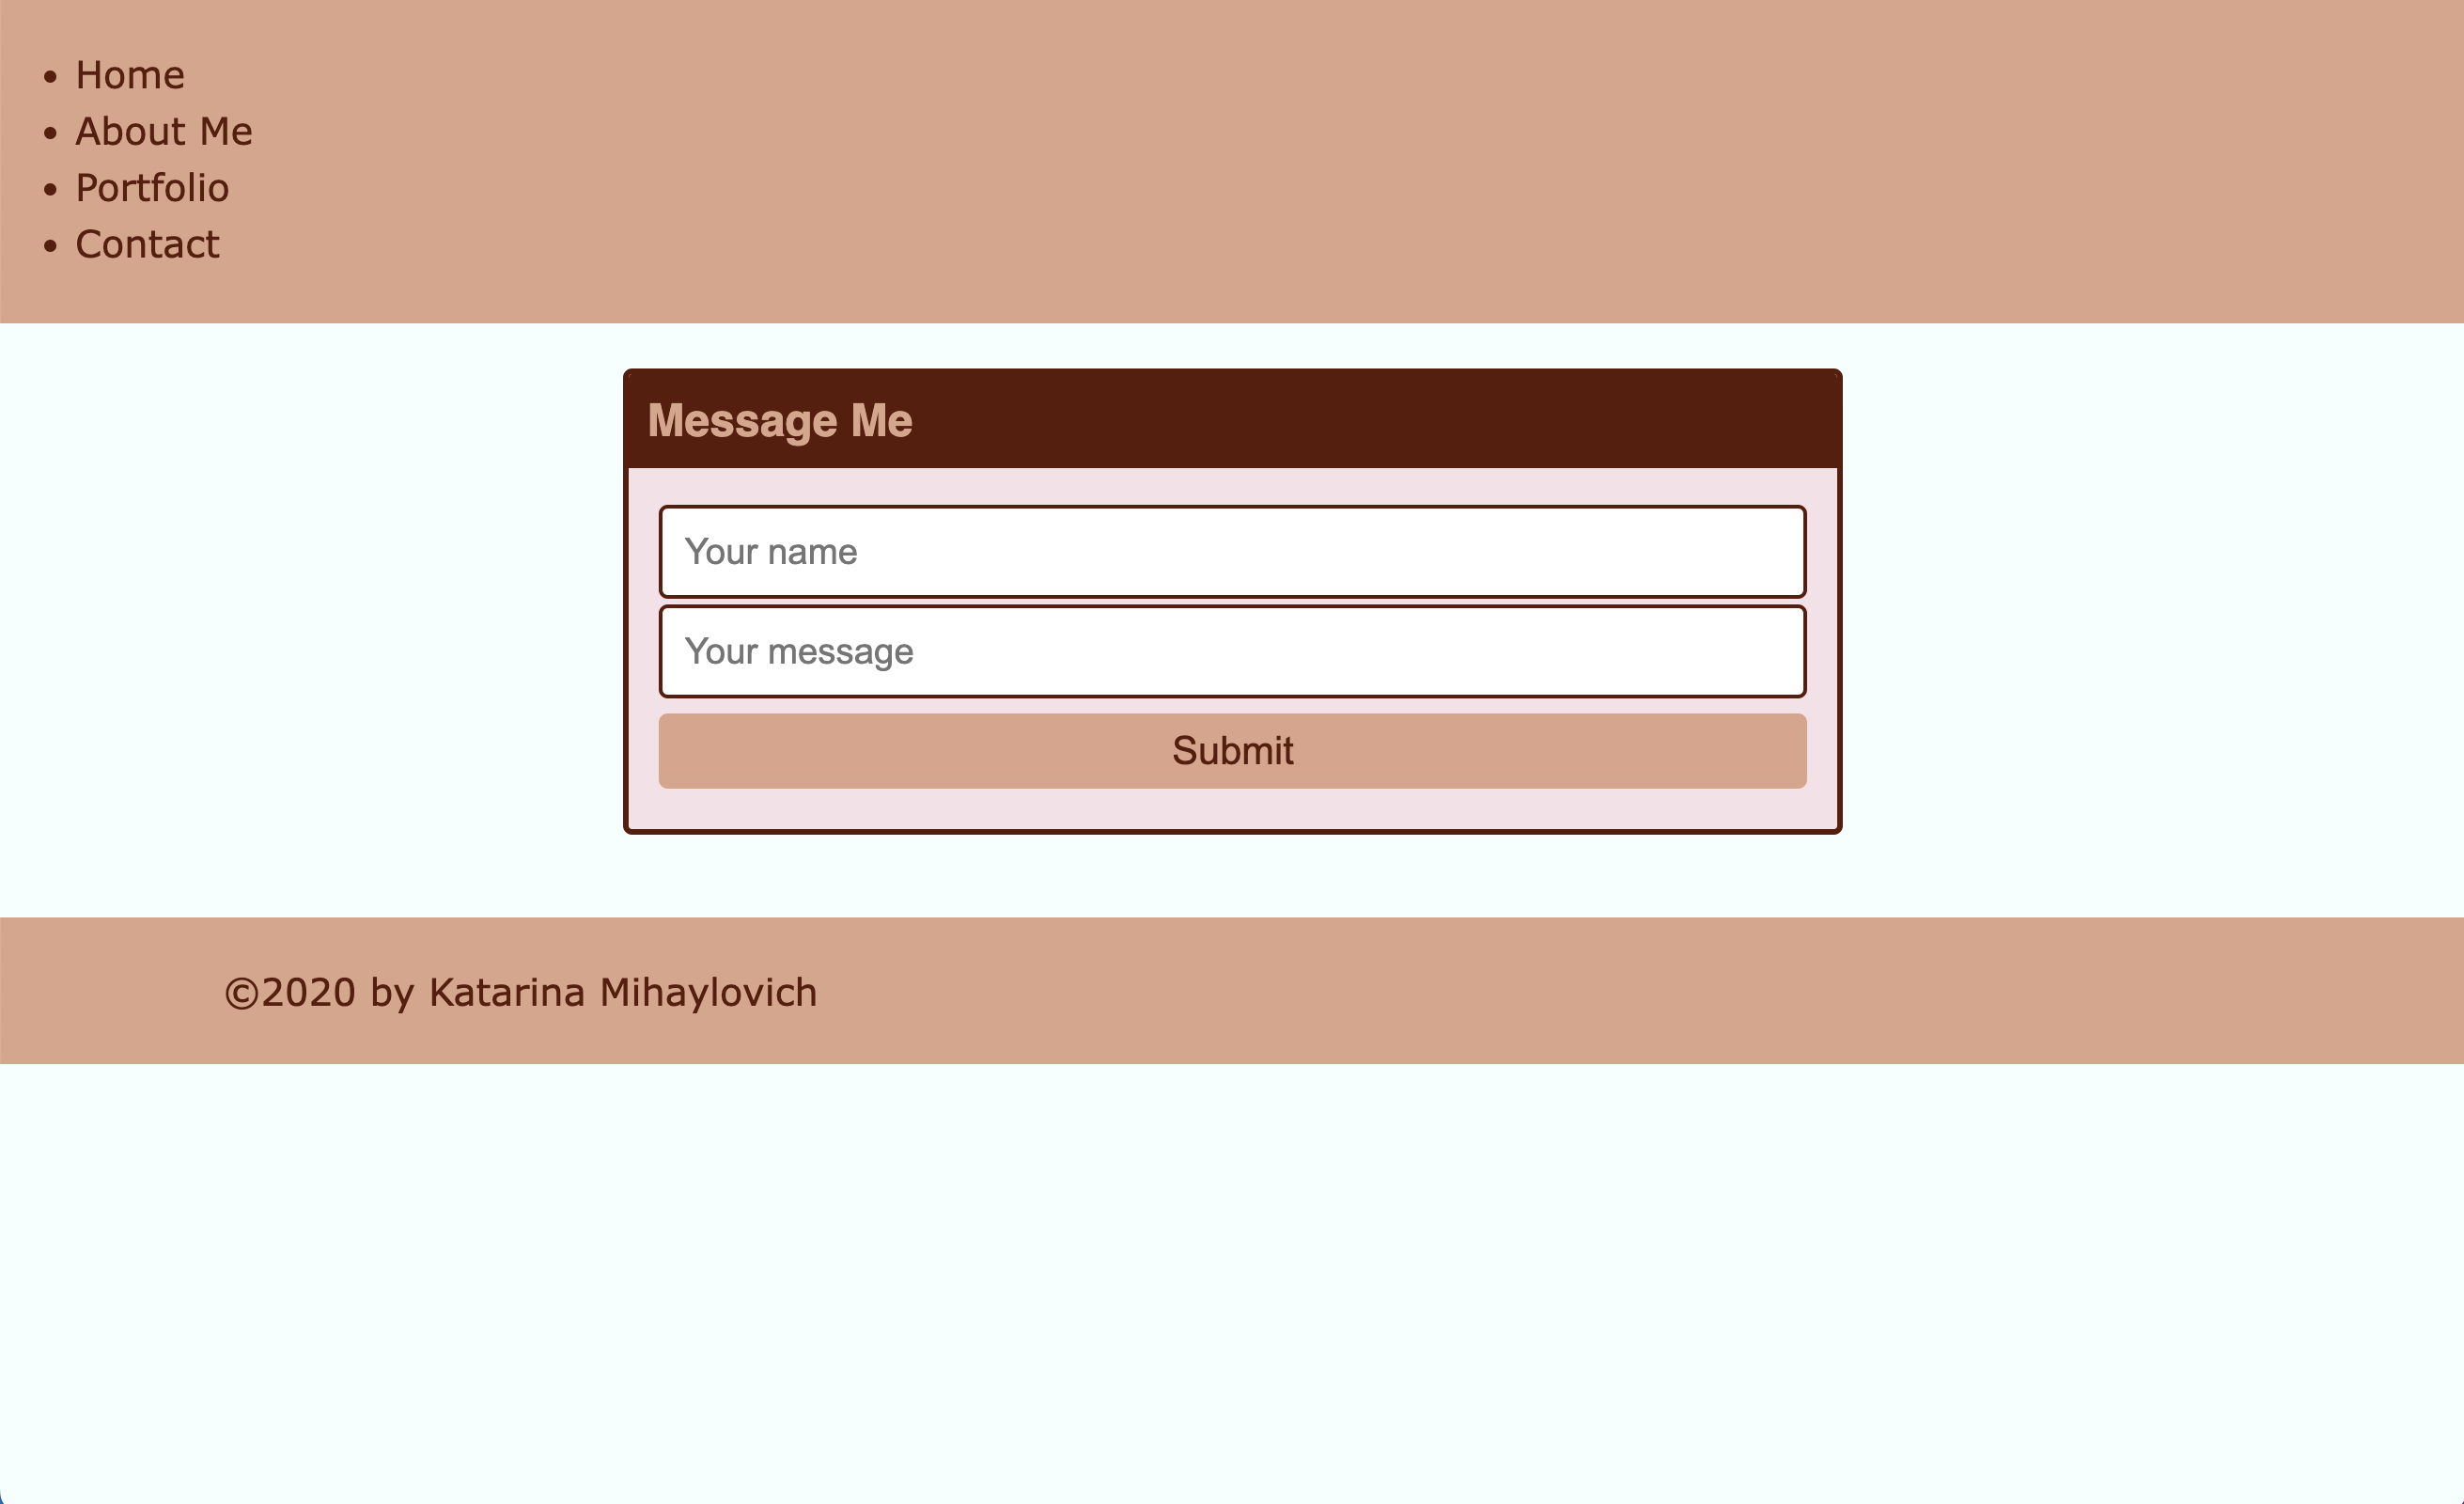 Home
About Me
Portfolio
Contact
Message Me
Your name
Your message
Submit
©2020 by Katarina Mihaylovich